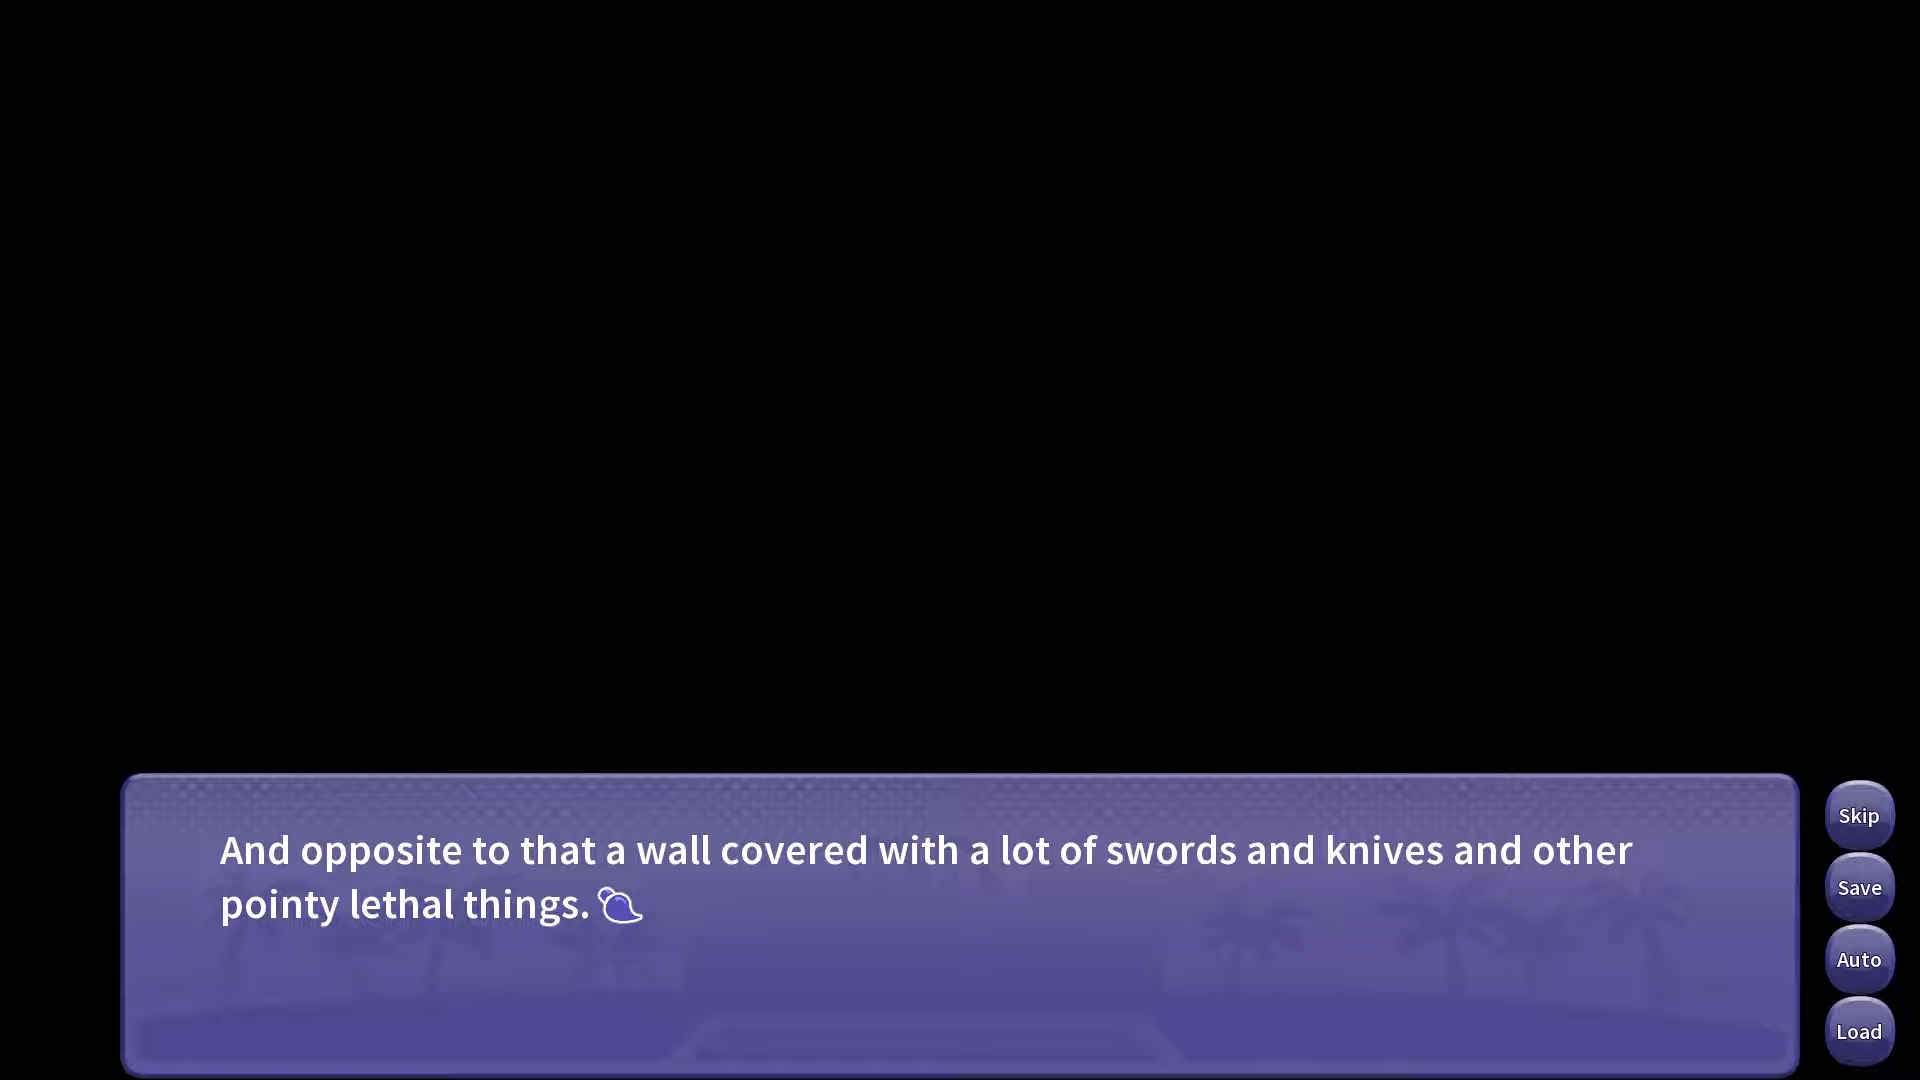 And opposite to that a wall covered with a lot of swords and knives and other
pointy lethal things.
Skip
Save
Auto
Load